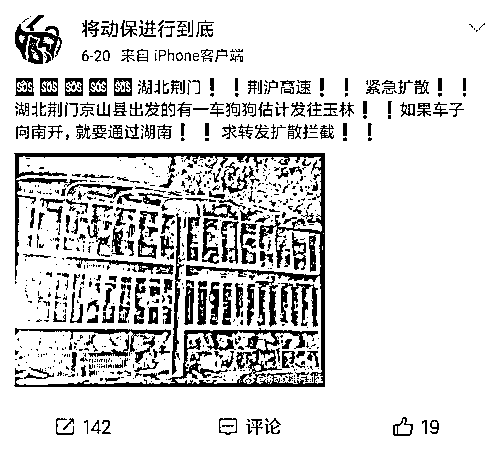 将动保进行到底
6-20 来自 iPhone客户端
🆘🆘🆘🆘🆘湖北荆门❗❗荆沪高速❗❗ 紧急扩散❗❗
湖北荆门京山县出发的有一车狗狗估计发往玉林❗❗如果车子
向南开，就要通过湖南❗❗ 求转发扩散拦截❗❗
142 评论 19